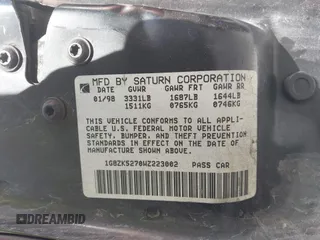 MFD BY SATURN CORPORATION
DATE GVWR GAWR FR GAWR RR
01/98 3331LB 1687LB 1644LB
1511KG 0765KG 0746KG
THIS VEHICLE CONFORMS TO ALL APPLI-
CABLE U.S. FEDERAL MOTOR VEHICLE
SAFETY, BUMPER, AND THEFT PREVENTION
STANDARDS IN EFFECT ON THE DATE OF
MANUFACTURE SHOWN ABOVE.
1G8ZK5270WZ223002 PASS CAR
DREAMBID